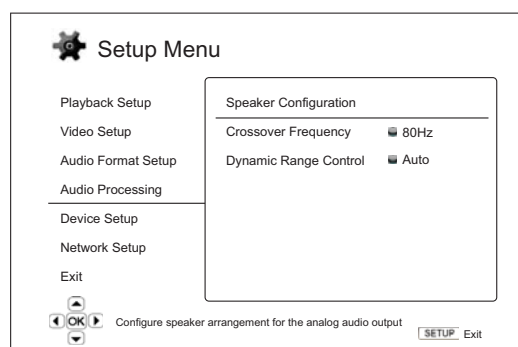 Setup Menu
Playback Setup
Video Setup
Audio Format Setup
Audio Processing
Device Setup
Network Setup
Exit
Speaker Configuration
Crossover Frequency 80Hz
Dynamic Range Control Auto
OK
Configure speaker arrangement for the analog audio output
SETUP Exit